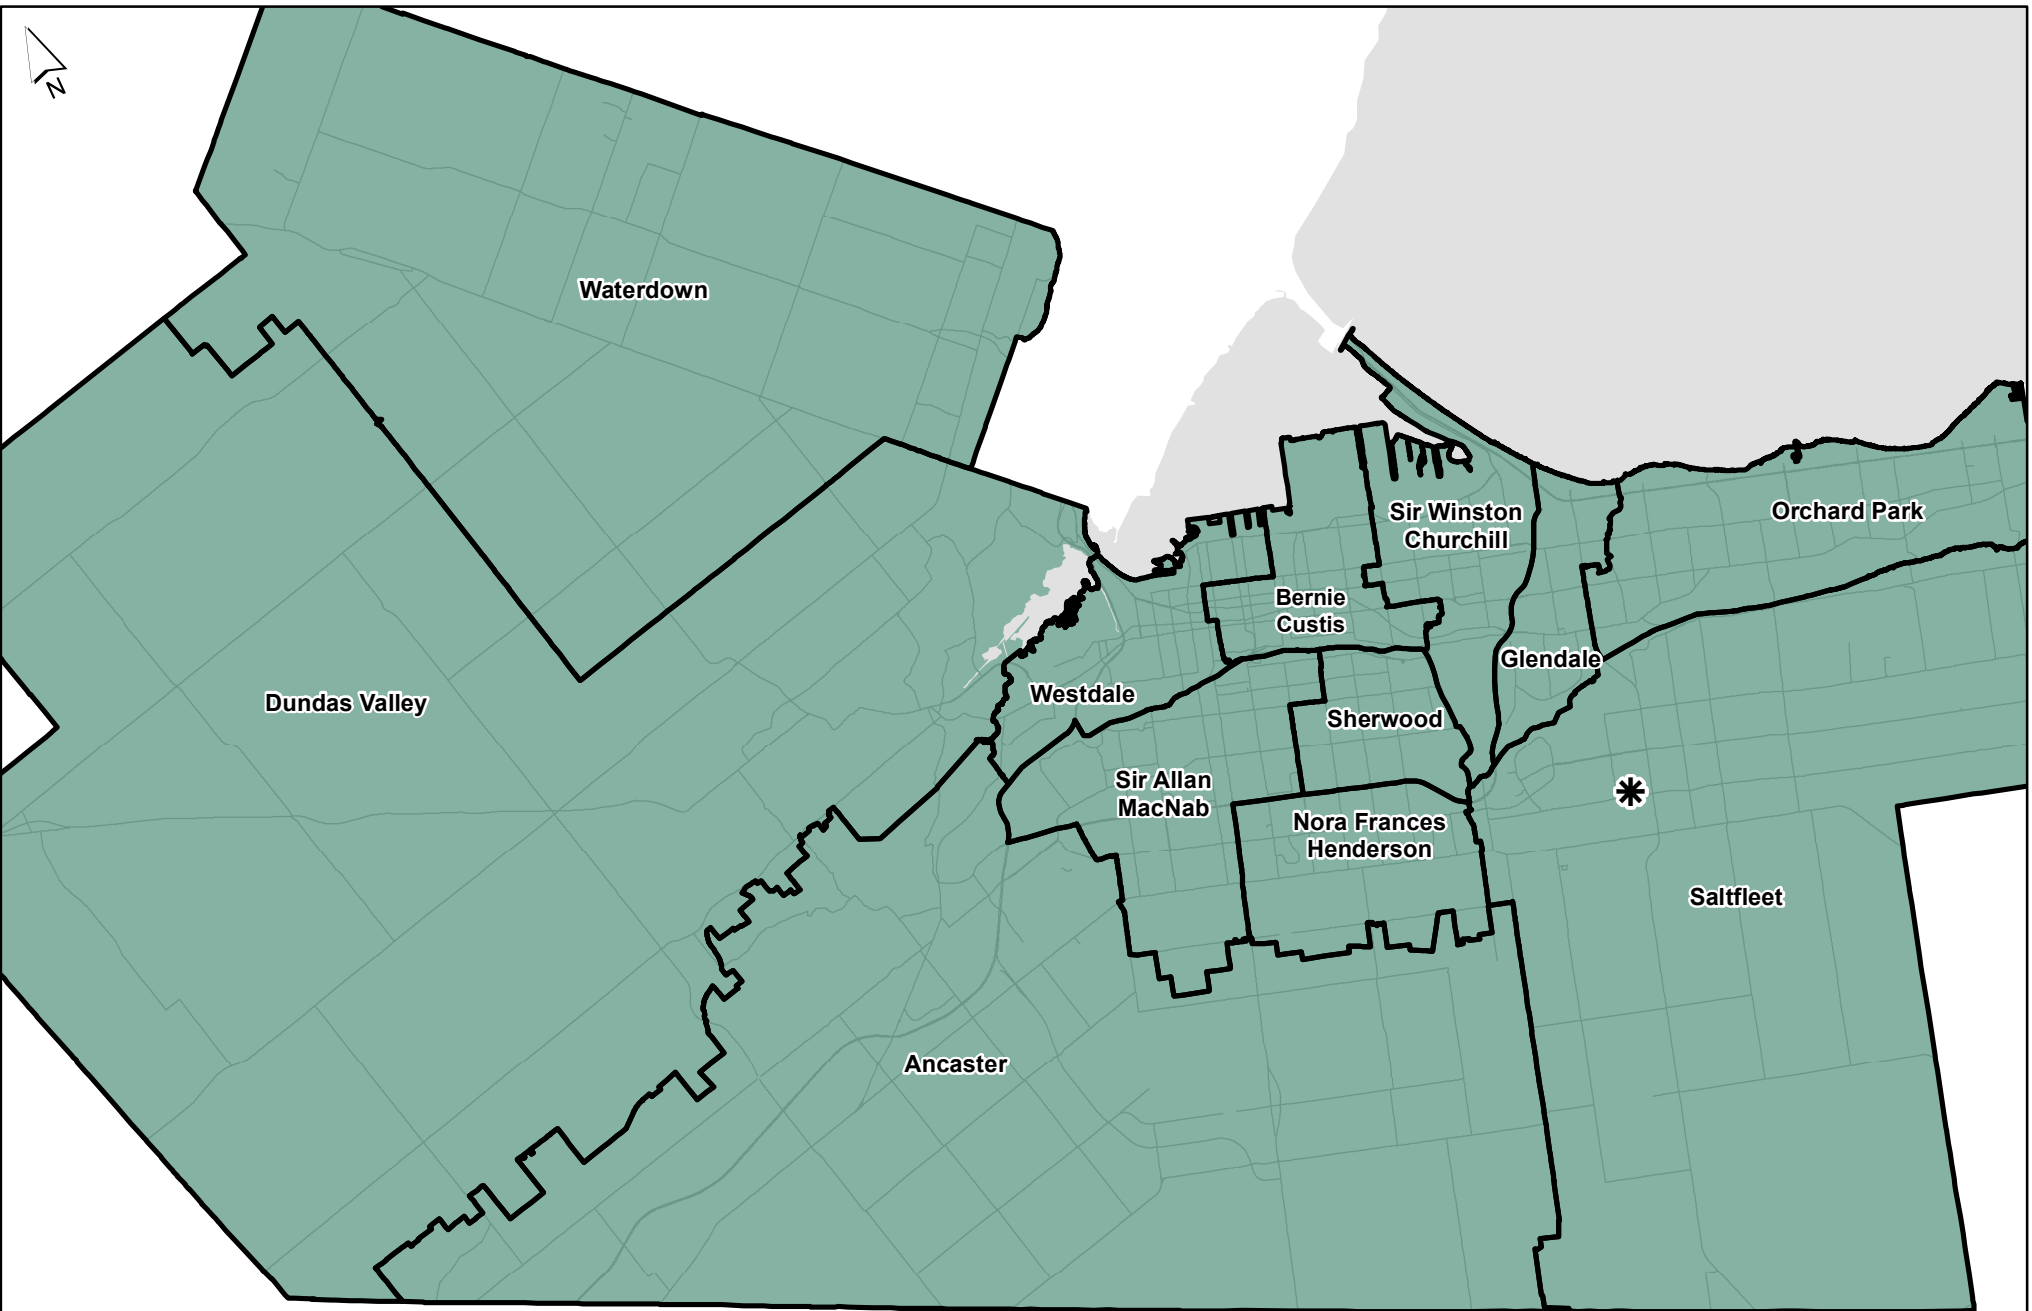 N
Waterdown
Sir Winston
Churchill
Orchard Park
Bernie
Custis
Glendale
Dundas Valley
Westdale
Sherwood
Sir Allan
MacNab
Nora Frances
Henderson
Saltfleet
Ancaster